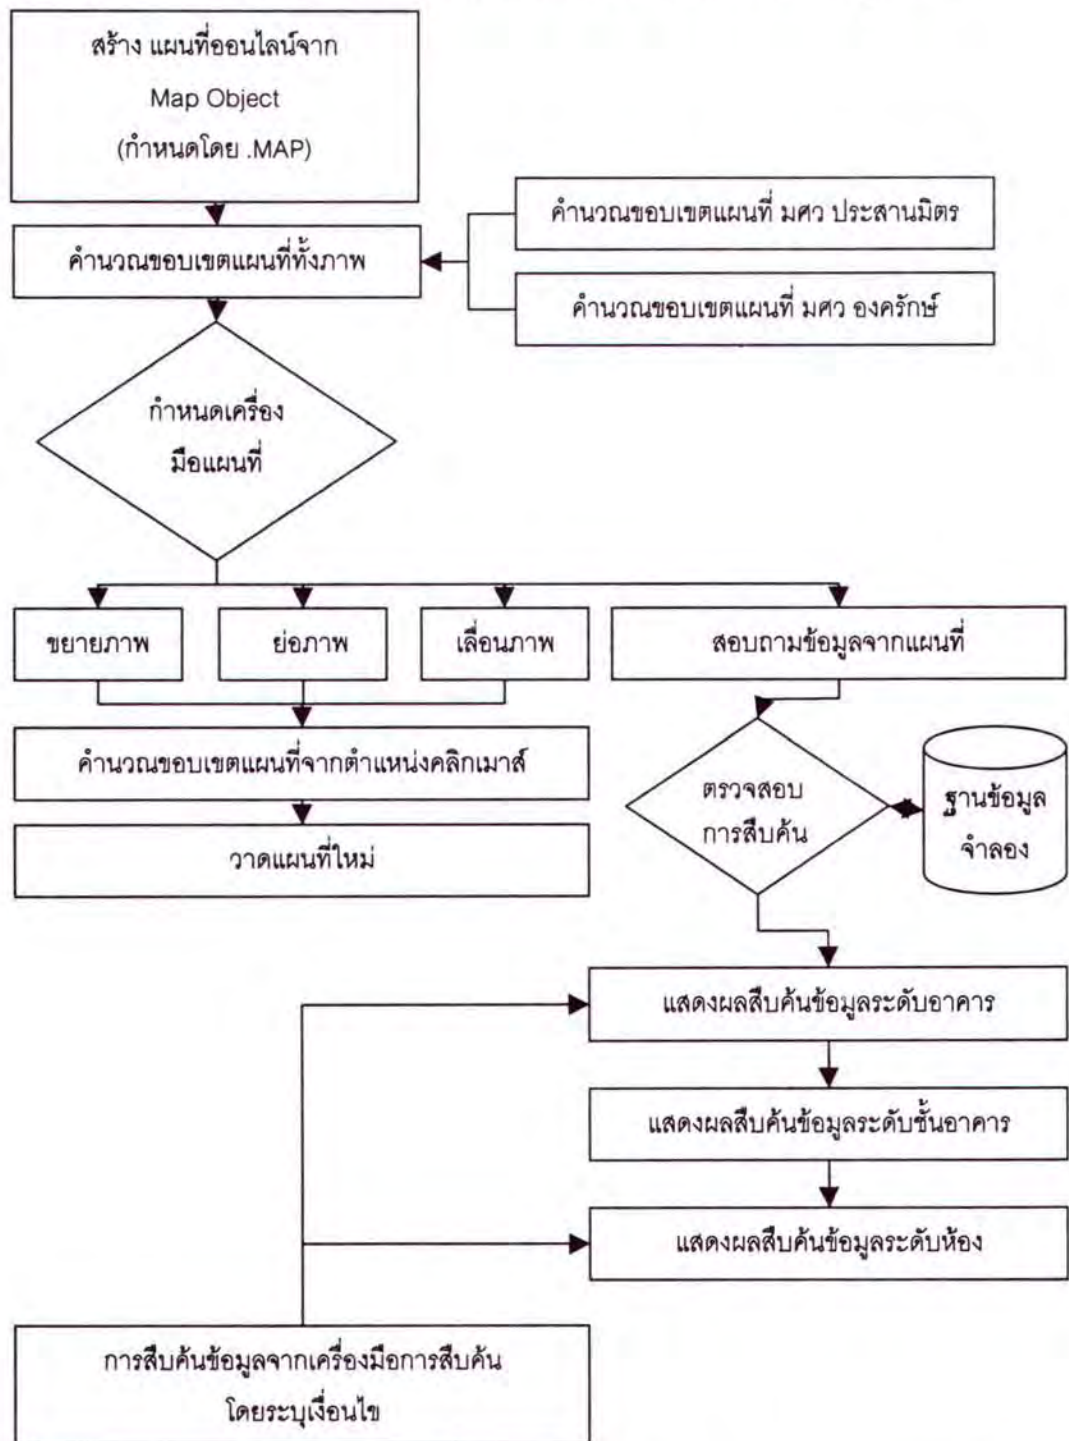 สร้าง แผนที่ออนไลน์จาก
Map Object
(กำหนดโดย .MAP)
คำนวณขอบเขตแผนที่ มศว ประสานมิตร
คำนวณขอบเขตแผนที่ทั้งภาพ
คำนวณขอบเขตแผนที่ มศว องครักษ์
กำหนดเครื่อง
มือแผนที่
ขยายภาพ
ย่อภาพ
เลื่อนภาพ
สอบถามข้อมูลจากแผนที่
คำนวณขอบเขตแผนที่จากตำแหน่งคลิกเมาส์
วาดแผนที่ใหม่
ตรวจสอบ
การสืบค้น
ฐานข้อมูล
จำลอง
แสดงผลสืบค้นข้อมูลระดับอาคาร
แสดงผลสืบค้นข้อมูลระดับชั้นอาคาร
แสดงผลสืบค้นข้อมูลระดับห้อง
การสืบค้นข้อมูลจากเครื่องมือการสืบค้น
โดยระบุเงื่อนไข